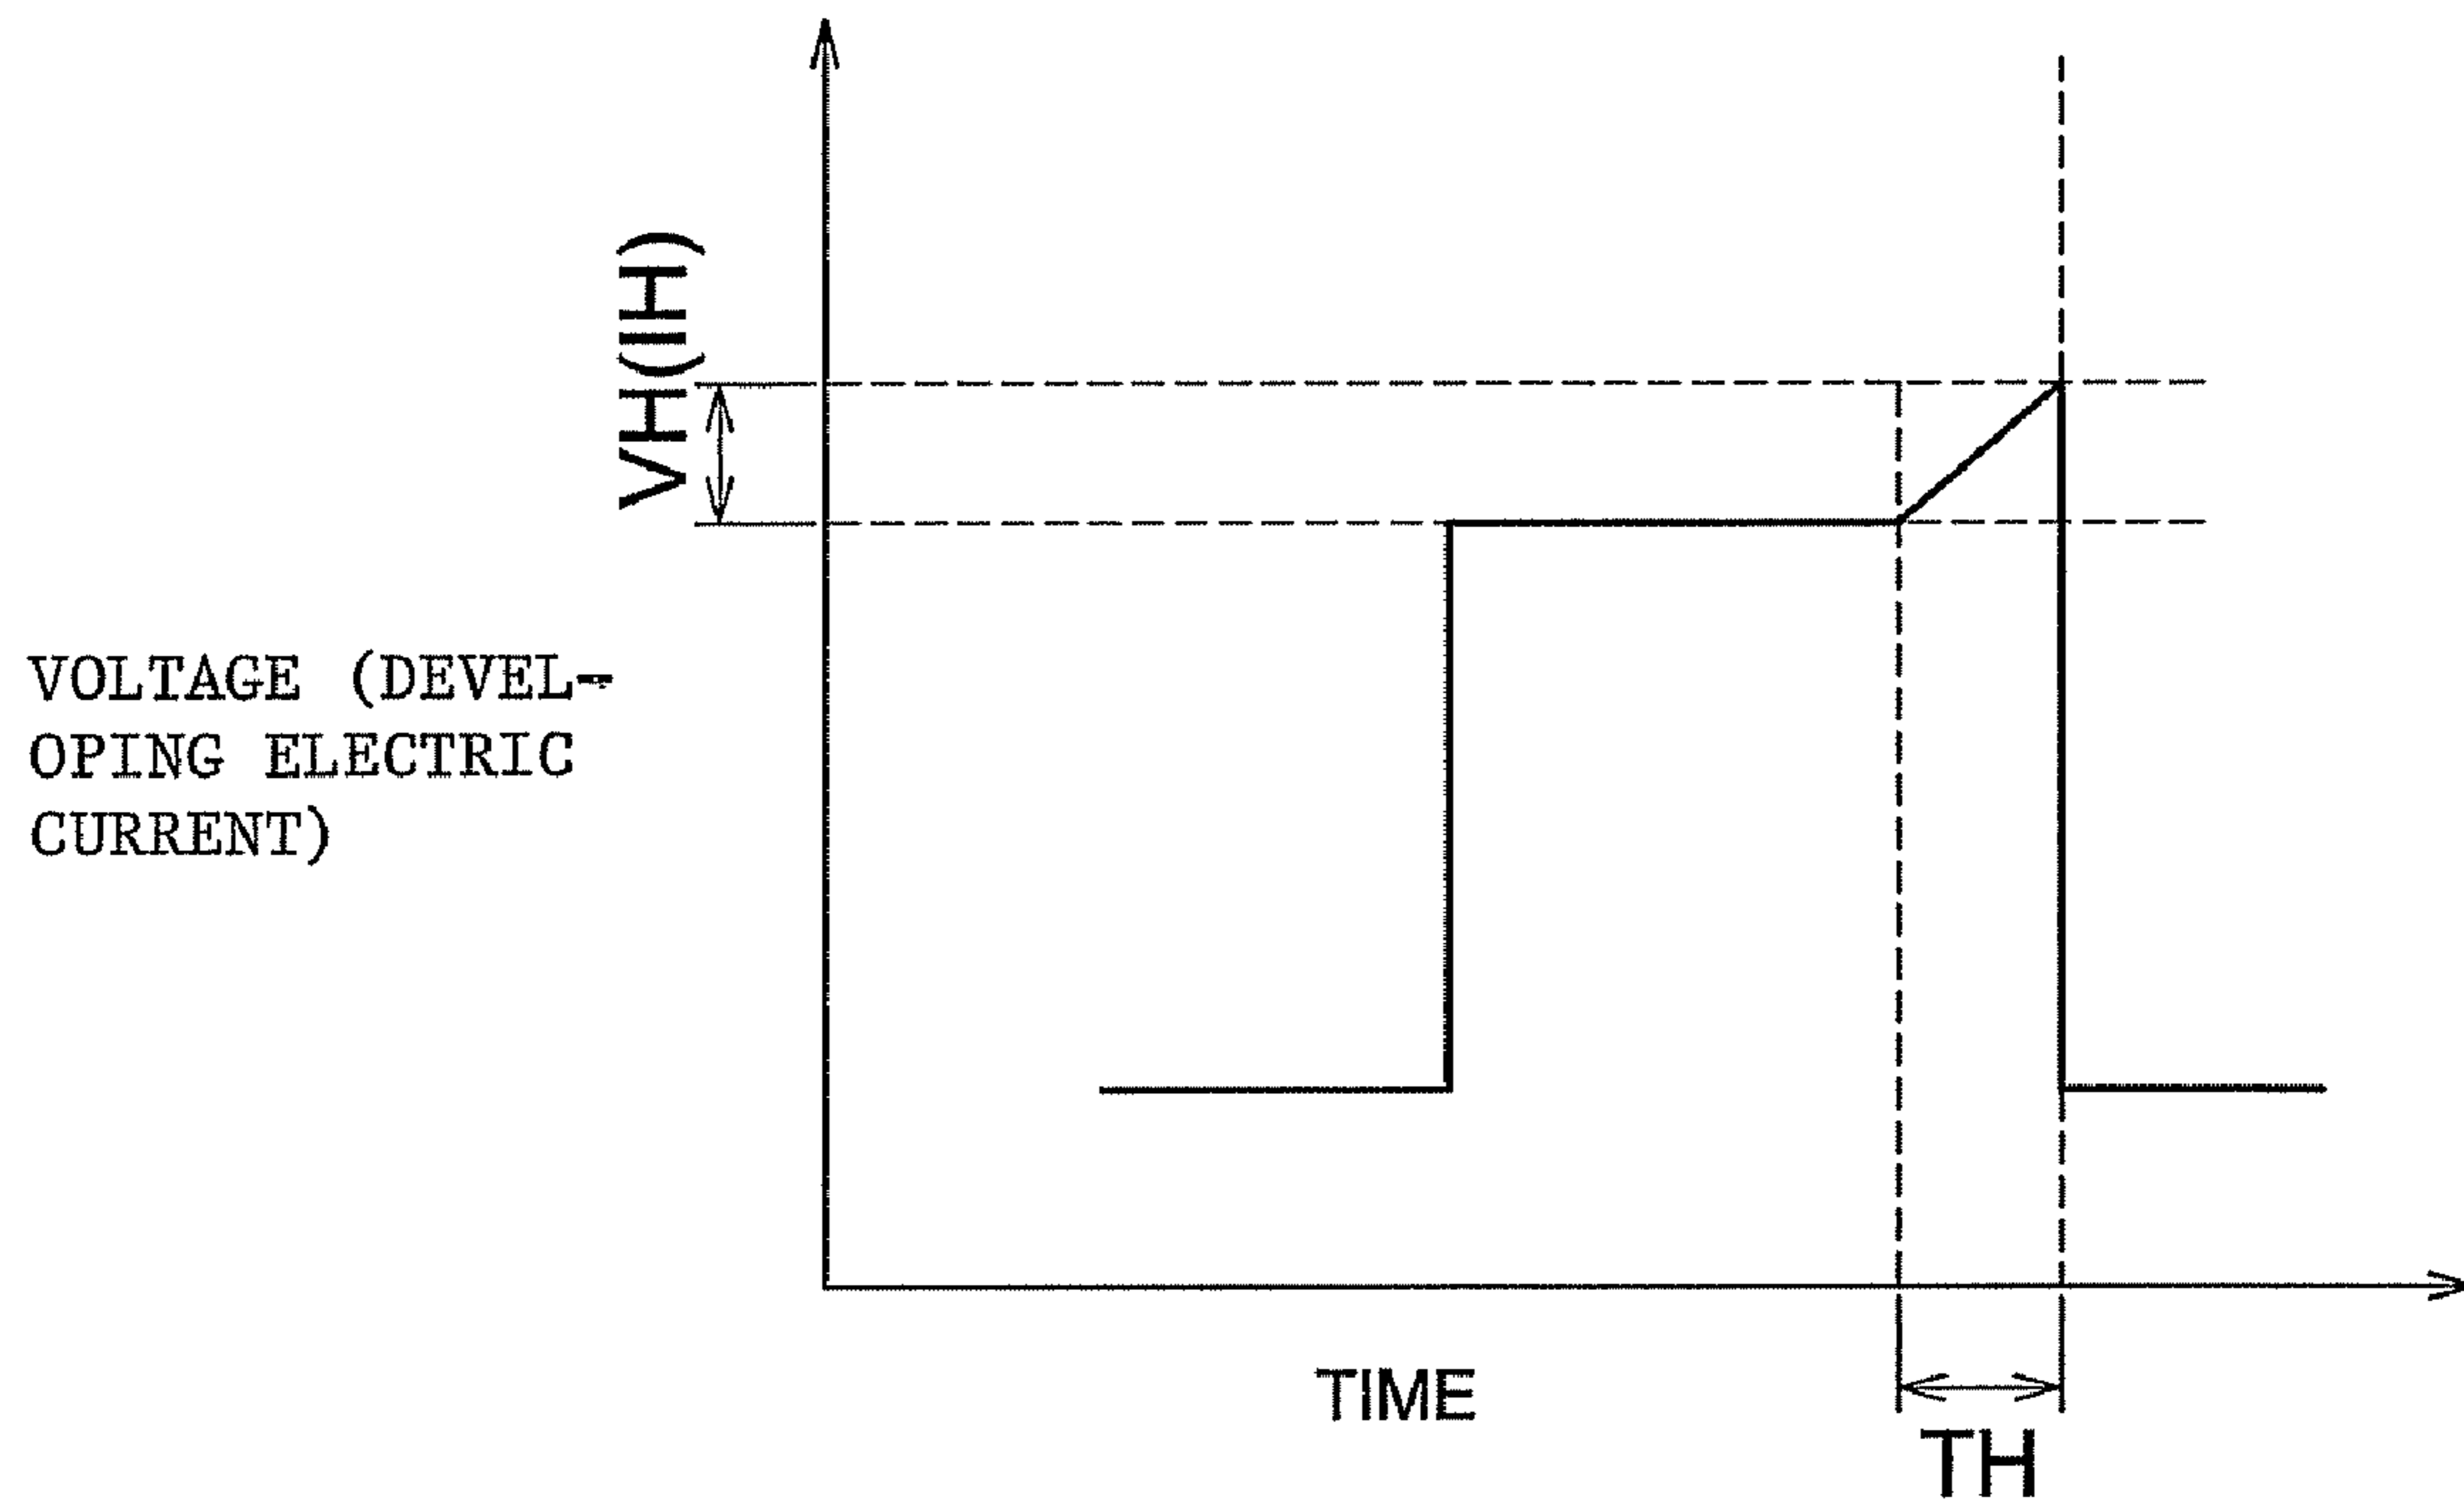 VH(IH)
VOLTAGE (DEVEL-
OPING ELECTRIC
CURRENT)
TIME
TH